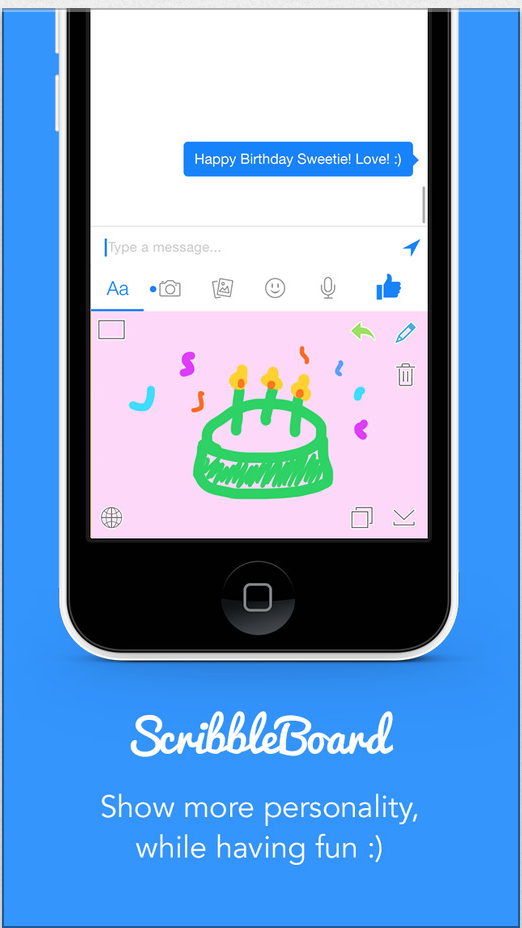 Happy Birthday Sweetie! Love! :)
Type a message...
Aa
ScribbleBoard
Show more personality,
while having fun :)